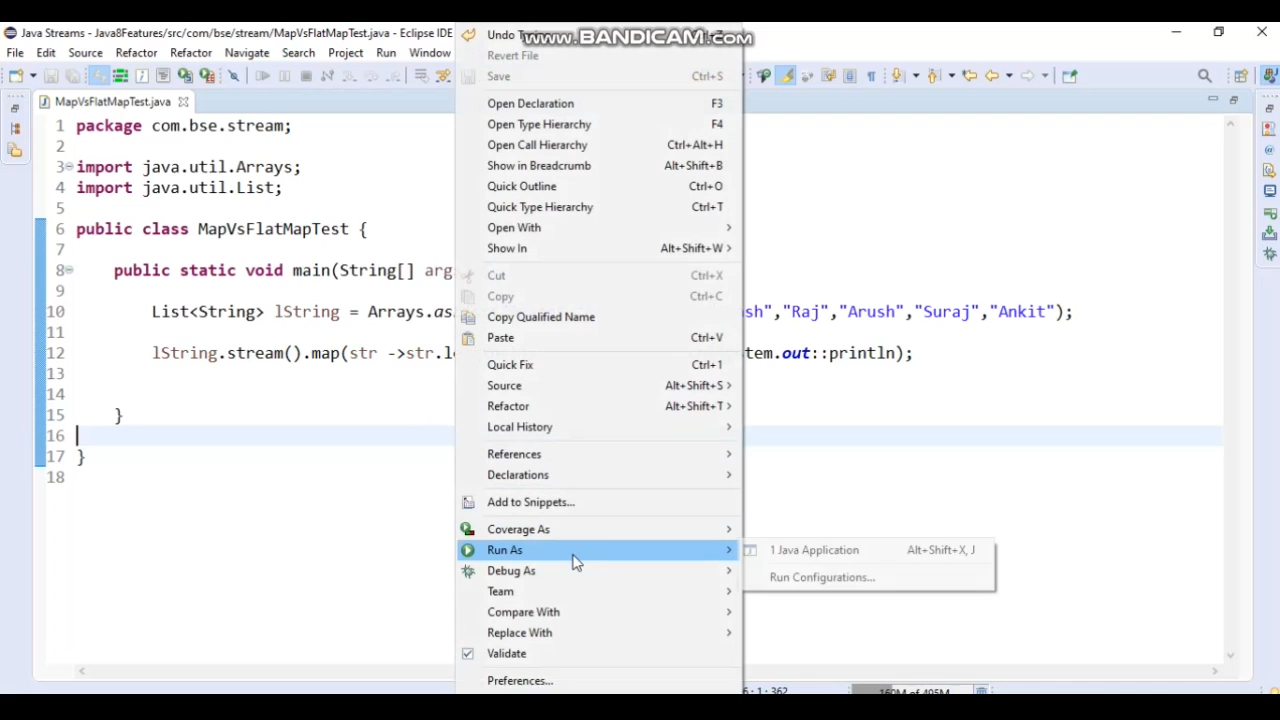 Java Streams - Java8Features/src/com/bse/stream/MapVsFlatMapTest.java - Eclipse IDE
www.BANDICAM.com
File Edit Source Refactor Refactor Navigate Search Project Run Window
MapVsFlatMapTest.java
1 package com.bse.stream;
2
3 import java.util.Arrays;
4 import java.util.List;
5
6 public class MapVsFlatMapTest {
7
8 public static void main(String[] arg
9
10 List<String> lString = Arrays.as sh","Raj","Arush","Suraj","Ankit");
11
12 lString.stream().map(str ->str.le tem.out::println);
13
14
15 }
16
17 }
18
Undo
Revert File
Save Ctrl+S
Open Declaration F3
Open Type Hierarchy F4
Open Call Hierarchy Ctrl+Alt+H
Show in Breadcrumb Alt+Shift+B
Quick Outline Ctrl+O
Quick Type Hierarchy Ctrl+T
Open With
Show In Alt+Shift+W
Cut Ctrl+X
Copy Ctrl+C
Copy Qualified Name
Paste Ctrl+V
Quick Fix Ctrl+1
Source Alt+Shift+S
Refactor Alt+Shift+T
Local History
References
Declarations
Add to Snippets...
Coverage As
Run As
1 Java Application Alt+Shift+X, J
Run Configurations...
Debug As
Team
Compare With
Replace With
Validate
Preferences...
6 : 1 : 362
160M of 495M